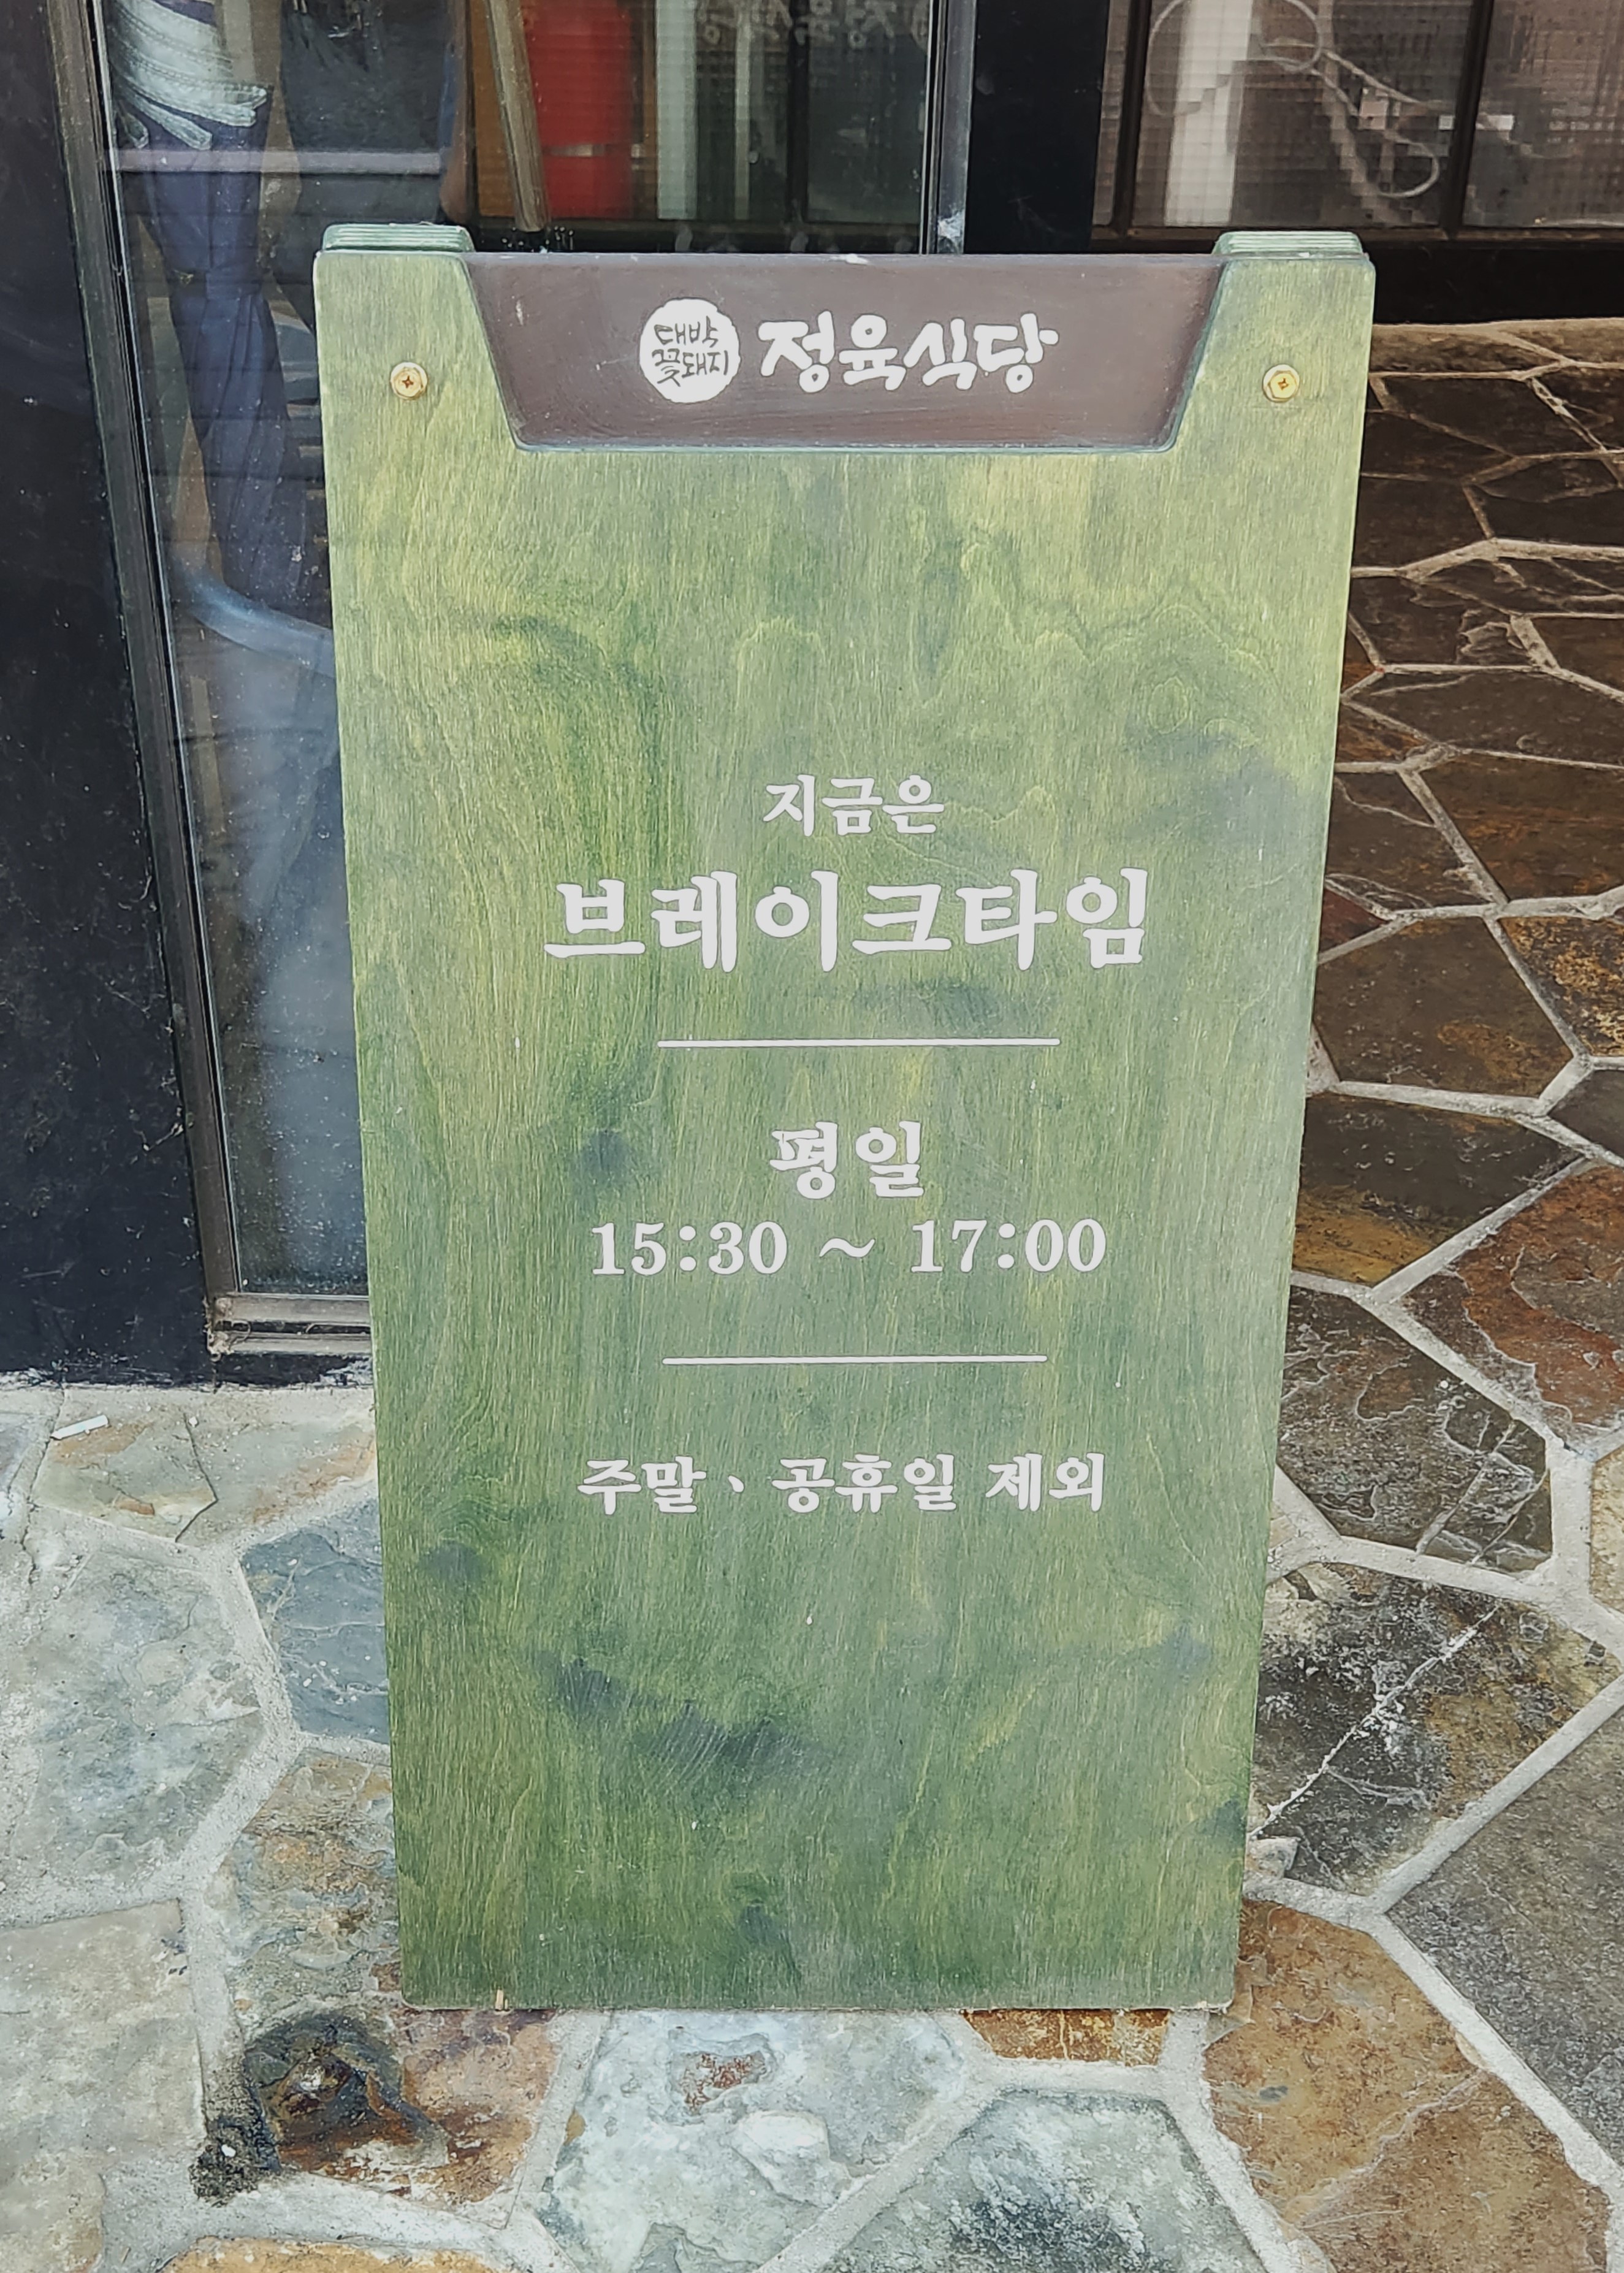 대박
꽃돼지
정육식당
지금은
브레이크타임
평일
15:30 ~ 17:00
주말、공휴일 제외